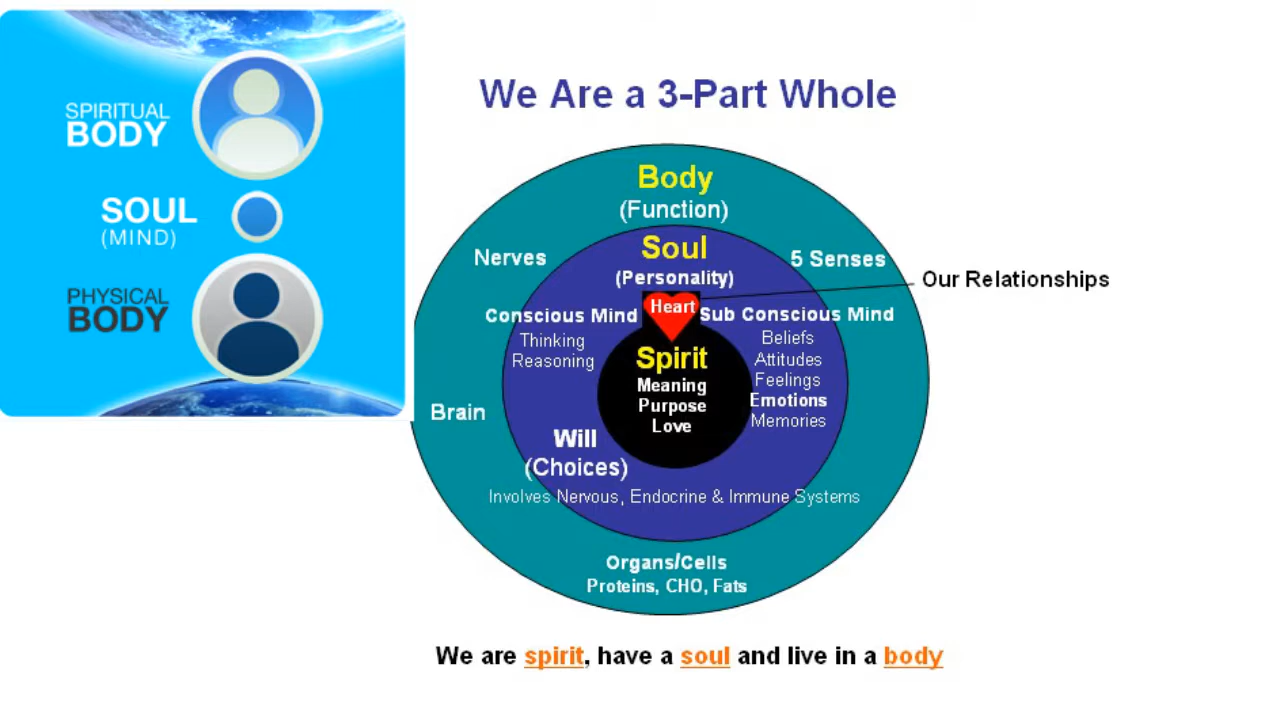 SPIRITUAL
BODY
SOUL
(MIND)
PHYSICAL
BODY
We Are a 3-Part Whole
Body
(Function)
Soul
(Personality)
Nerves
5 Senses
Our Relationships
Heart
Conscious Mind
Thinking
Reasoning
Sub Conscious Mind
Beliefs
Attitudes
Feelings
Emotions
Memories
Spirit
Meaning
Purpose
Love
Brain
Will
(Choices)
Involves Nervous, Endocrine & Immune Systems
Organs/Cells
Proteins, CHO, Fats
We are spirit, have a soul and live in a body